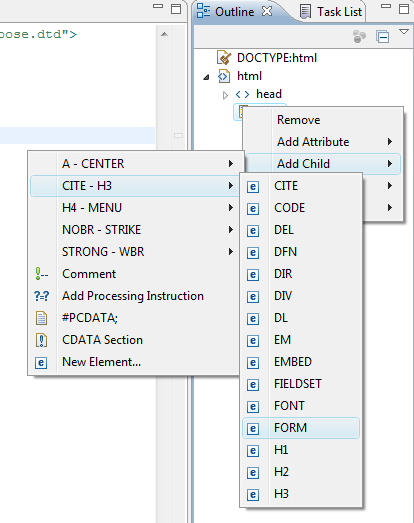 Outline
Task List
oose.dtd">
DOCTYPE:html
html
head
Remove
Add Attribute
Add Child
A - CENTER
CITE - H3
H4 - MENU
NOBR - STRIKE
STRONG - WBR
Comment
Add Processing Instruction
#PCDATA;
CDATA Section
New Element...
CITE
CODE
DEL
DFN
DIR
DIV
DL
EM
EMBED
FIELDSET
FONT
FORM
H1
H2
H3